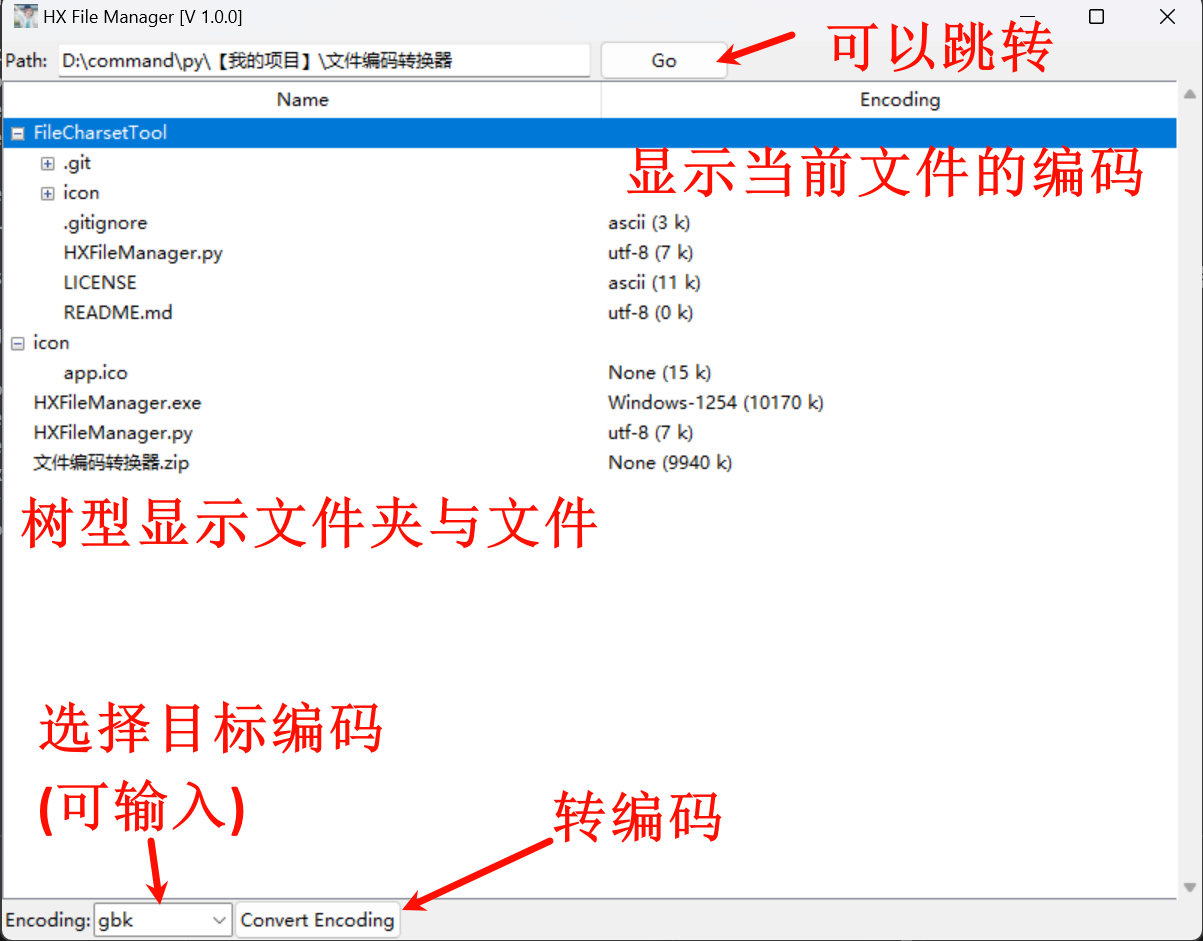 HX File Manager [V 1.0.0]
可以跳转
Path: D:\command\py\【我的项目】\文件编码转换器 Go
Name Encoding
FileCharsetTool
.git
显示当前文件的编码
icon
.gitignore ascii (3 k)
HXFileManager.py utf-8 (7 k)
LICENSE ascii (11 k)
README.md utf-8 (0 k)
icon
app.ico None (15 k)
HXFileManager.exe Windows-1254 (10170 k)
HXFileManager.py utf-8 (7 k)
文件编码转换器.zip None (9940 k)
树型显示文件夹与文件
选择目标编码
(可输入)
转编码
Encoding: gbk Convert Encoding